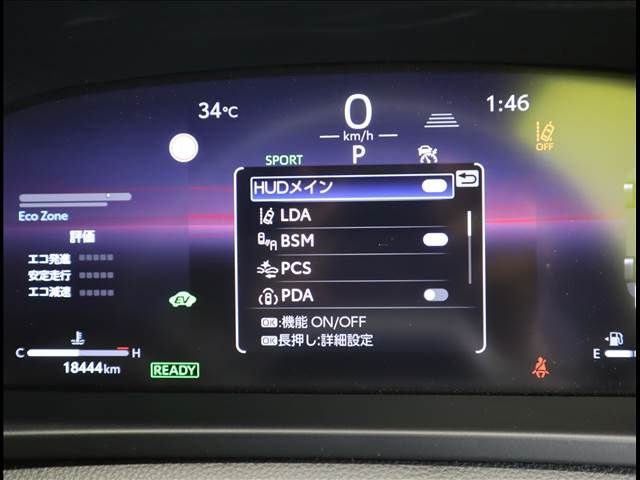 34℃
0
km/h
1:46
OFF
SPORT
P
HUDメイン
LDA
BSM
PCS
PDA
OK:機能 ON/OFF
OK長押し:詳細設定
Eco Zone
評価
エコ発進
安定走行
エコ減速
EV
C H
18444km
READY
E